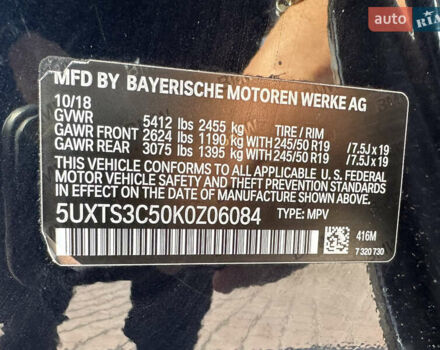 auto RIA
MFD BY BAYERISCHE MOTOREN WERKE AG
10/18
GVWR 5412 lbs 2455 kg TIRE / RIM
GAWR FRONT 2624 lbs 1190 kg WITH 245/50 R19 /7.5J x 19
GAWR REAR 3075 lbs 1395 kg WITH 245/50 R19 /7.5J x 19
THIS VEHICLE CONFORMS TO ALL APPLICABLE U. S. FEDERAL
MOTOR VEHICLE SAFETY, BUMPER, AND THEFT PREVENTION
STANDARDS IN EFFECT ON THE DATE OF MANUFACTURE SHOWN ABOVE.
5UXTS3C50K0Z06084 TYPE: MPV
416M
7 320 730